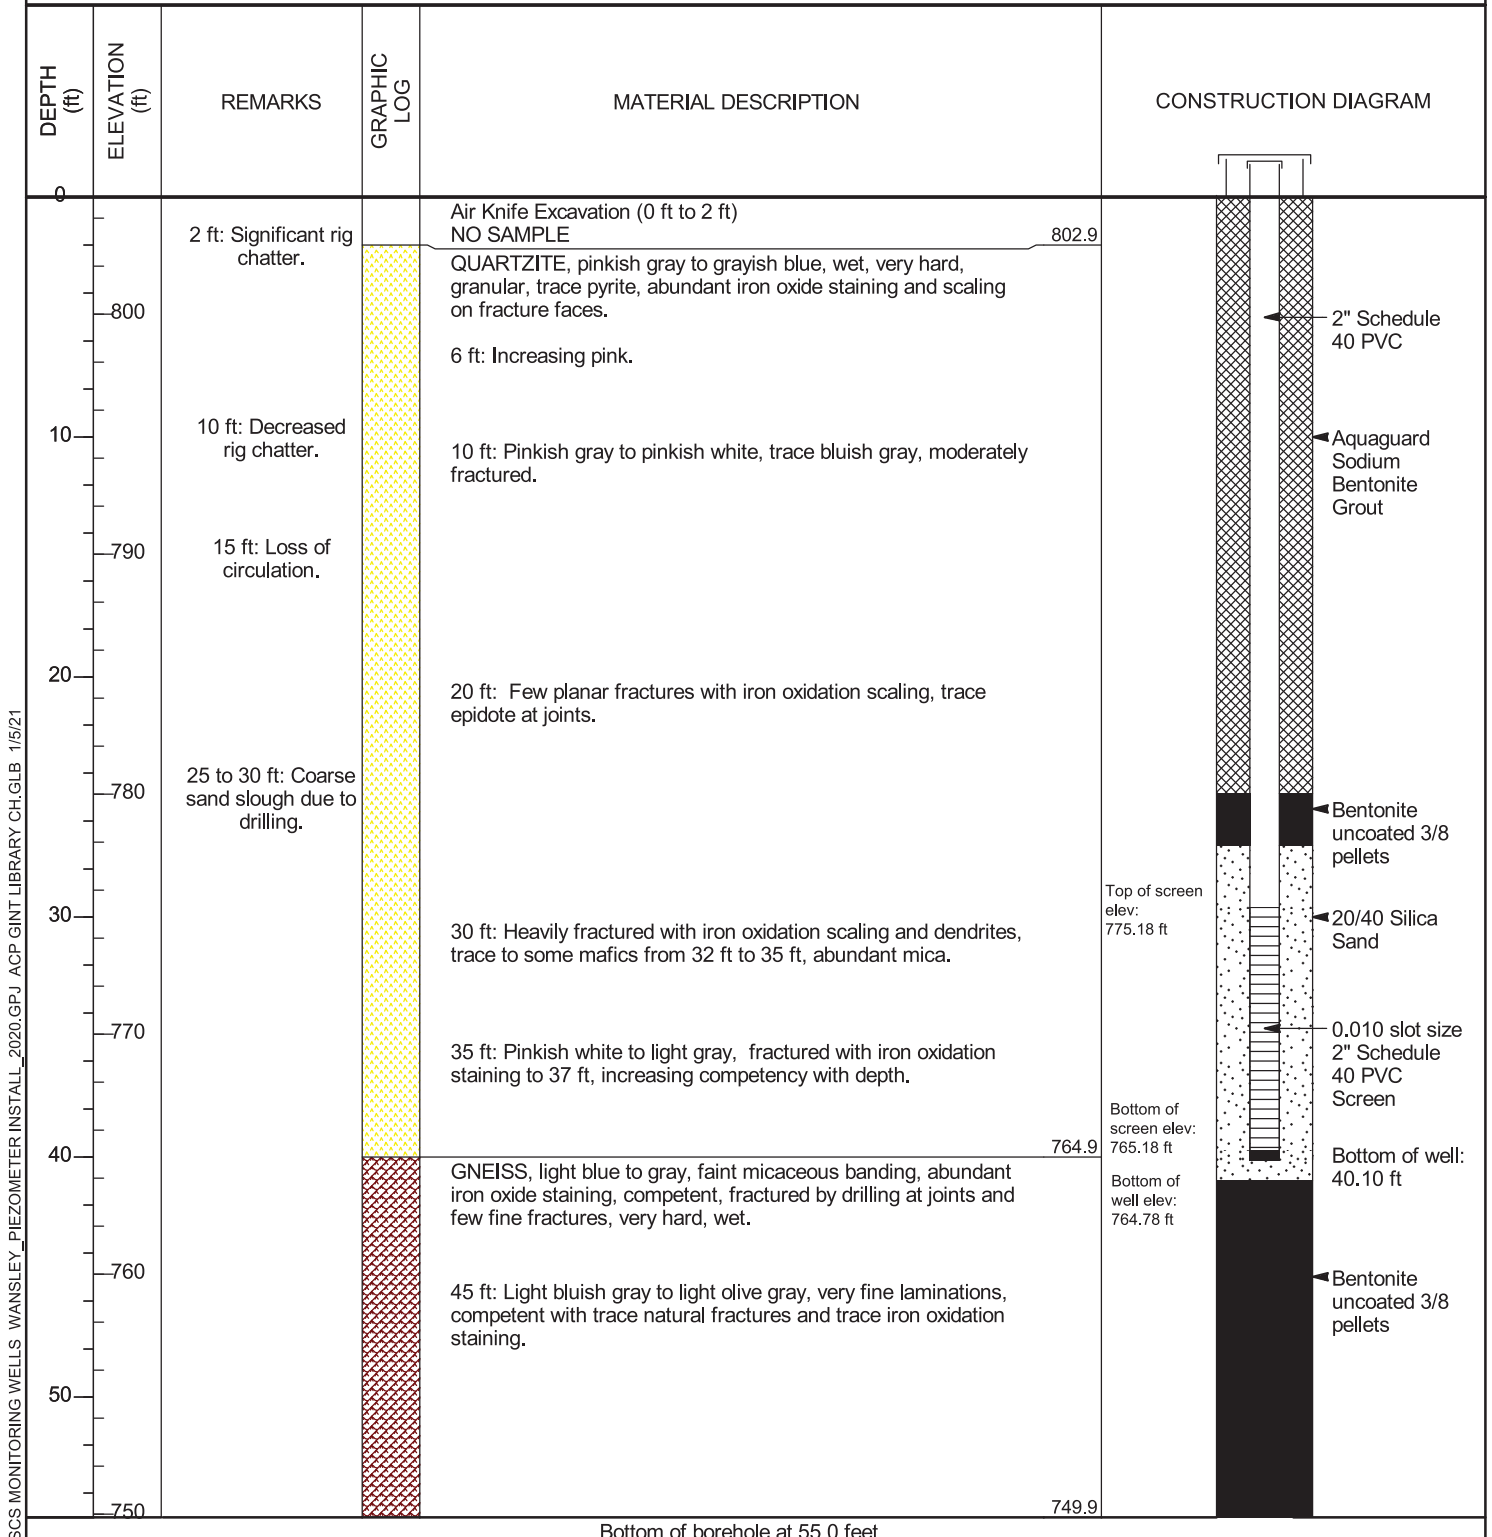 DEPTH
(ft)
ELEVATION
(ft)
REMARKS
GRAPHIC
LOG
MATERIAL DESCRIPTION
CONSTRUCTION DIAGRAM
0
Air Knife Excavation (0 ft to 2 ft)
NO SAMPLE
802.9
2 ft: Significant rig
chatter.
QUARTZITE, pinkish gray to grayish blue, wet, very hard,
granular, trace pyrite, abundant iron oxide staining and scaling
on fracture faces.
800
2" Schedule
40 PVC
6 ft: Increasing pink.
10
10 ft: Decreased
rig chatter.
10 ft: Pinkish gray to pinkish white, trace bluish gray, moderately
fractured.
Aquaguard
Sodium
Bentonite
Grout
790
15 ft: Loss of
circulation.
20
20 ft:  Few planar fractures with iron oxidation scaling, trace
epidote at joints.
780
25 to 30 ft: Coarse
sand slough due to
drilling.
Bentonite
uncoated 3/8
pellets
30
30 ft: Heavily fractured with iron oxidation scaling and dendrites,
trace to some mafics from 32 ft to 35 ft, abundant mica.
Top of screen
elev:
775.18 ft
20/40 Silica
Sand
770
0.010 slot size
2" Schedule
40 PVC
Screen
35 ft: Pinkish white to light gray,  fractured with iron oxidation
staining to 37 ft, increasing competency with depth.
Bottom of
screen elev:
765.18 ft
40
764.9
Bottom of well:
40.10 ft
GNEISS, light blue to gray, faint micaceous banding, abundant
iron oxide staining, competent, fractured by drilling at joints and
few fine fractures, very hard, wet.
Bottom of
well elev:
764.78 ft
760
45 ft: Light bluish gray to light olive gray, very fine laminations,
competent with trace natural fractures and trace iron oxidation
staining.
Bentonite
uncoated 3/8
pellets
50
750
749.9
Bottom of borehole at 55.0 feet
SCS MONITORING WELLS  WANSLEY_PIEZOMETER INSTALL_2020.GPJ  ACP GINT LIBRARY CH.GLB  1/5/21